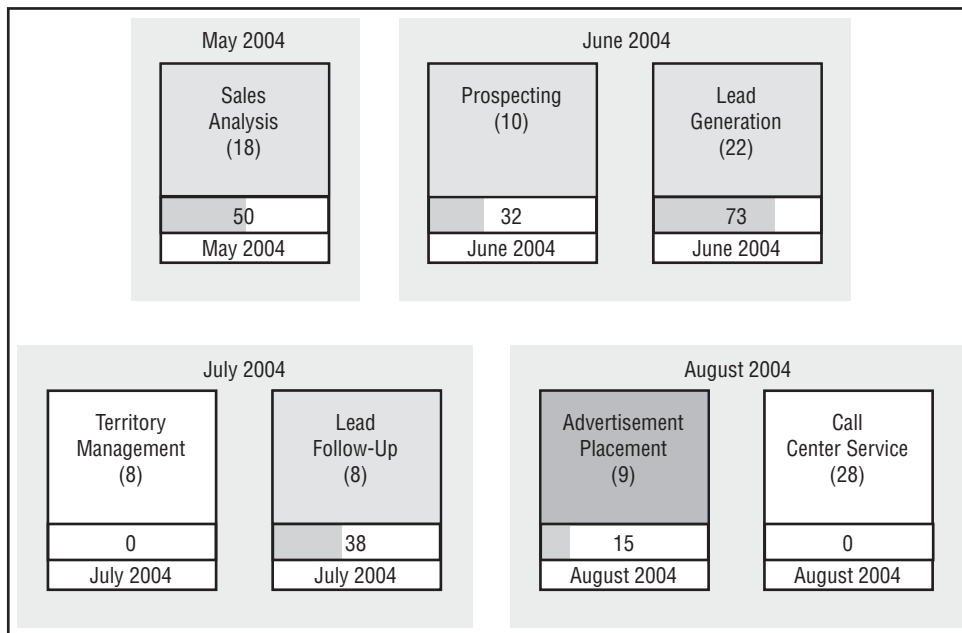 May 2004
Sales
Analysis
(18)
50
May 2004
June 2004
Prospecting
(10)
32
June 2004
Lead
Generation
(22)
73
June 2004
July 2004
Territory
Management
(8)
0
July 2004
Lead
Follow-Up
(8)
38
July 2004
August 2004
Advertisement
Placement
(9)
15
August 2004
Call
Center Service
(28)
0
August 2004